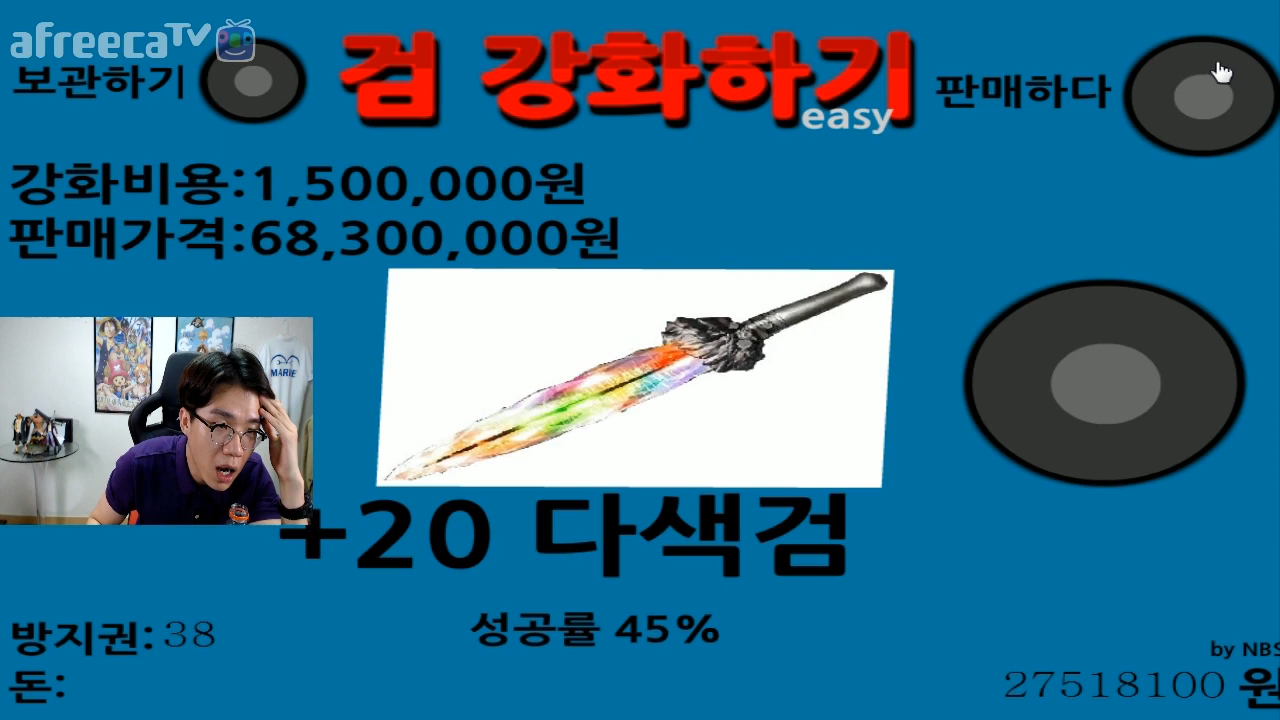 afreecaTV
보관하기
검 강화하기
easy
판매하다
강화비용:1,500,000원
판매가격:68,300,000원
MARIE
+20 다색검
성공률 45%
방지권:38
by NBS
돈:
27518100 원